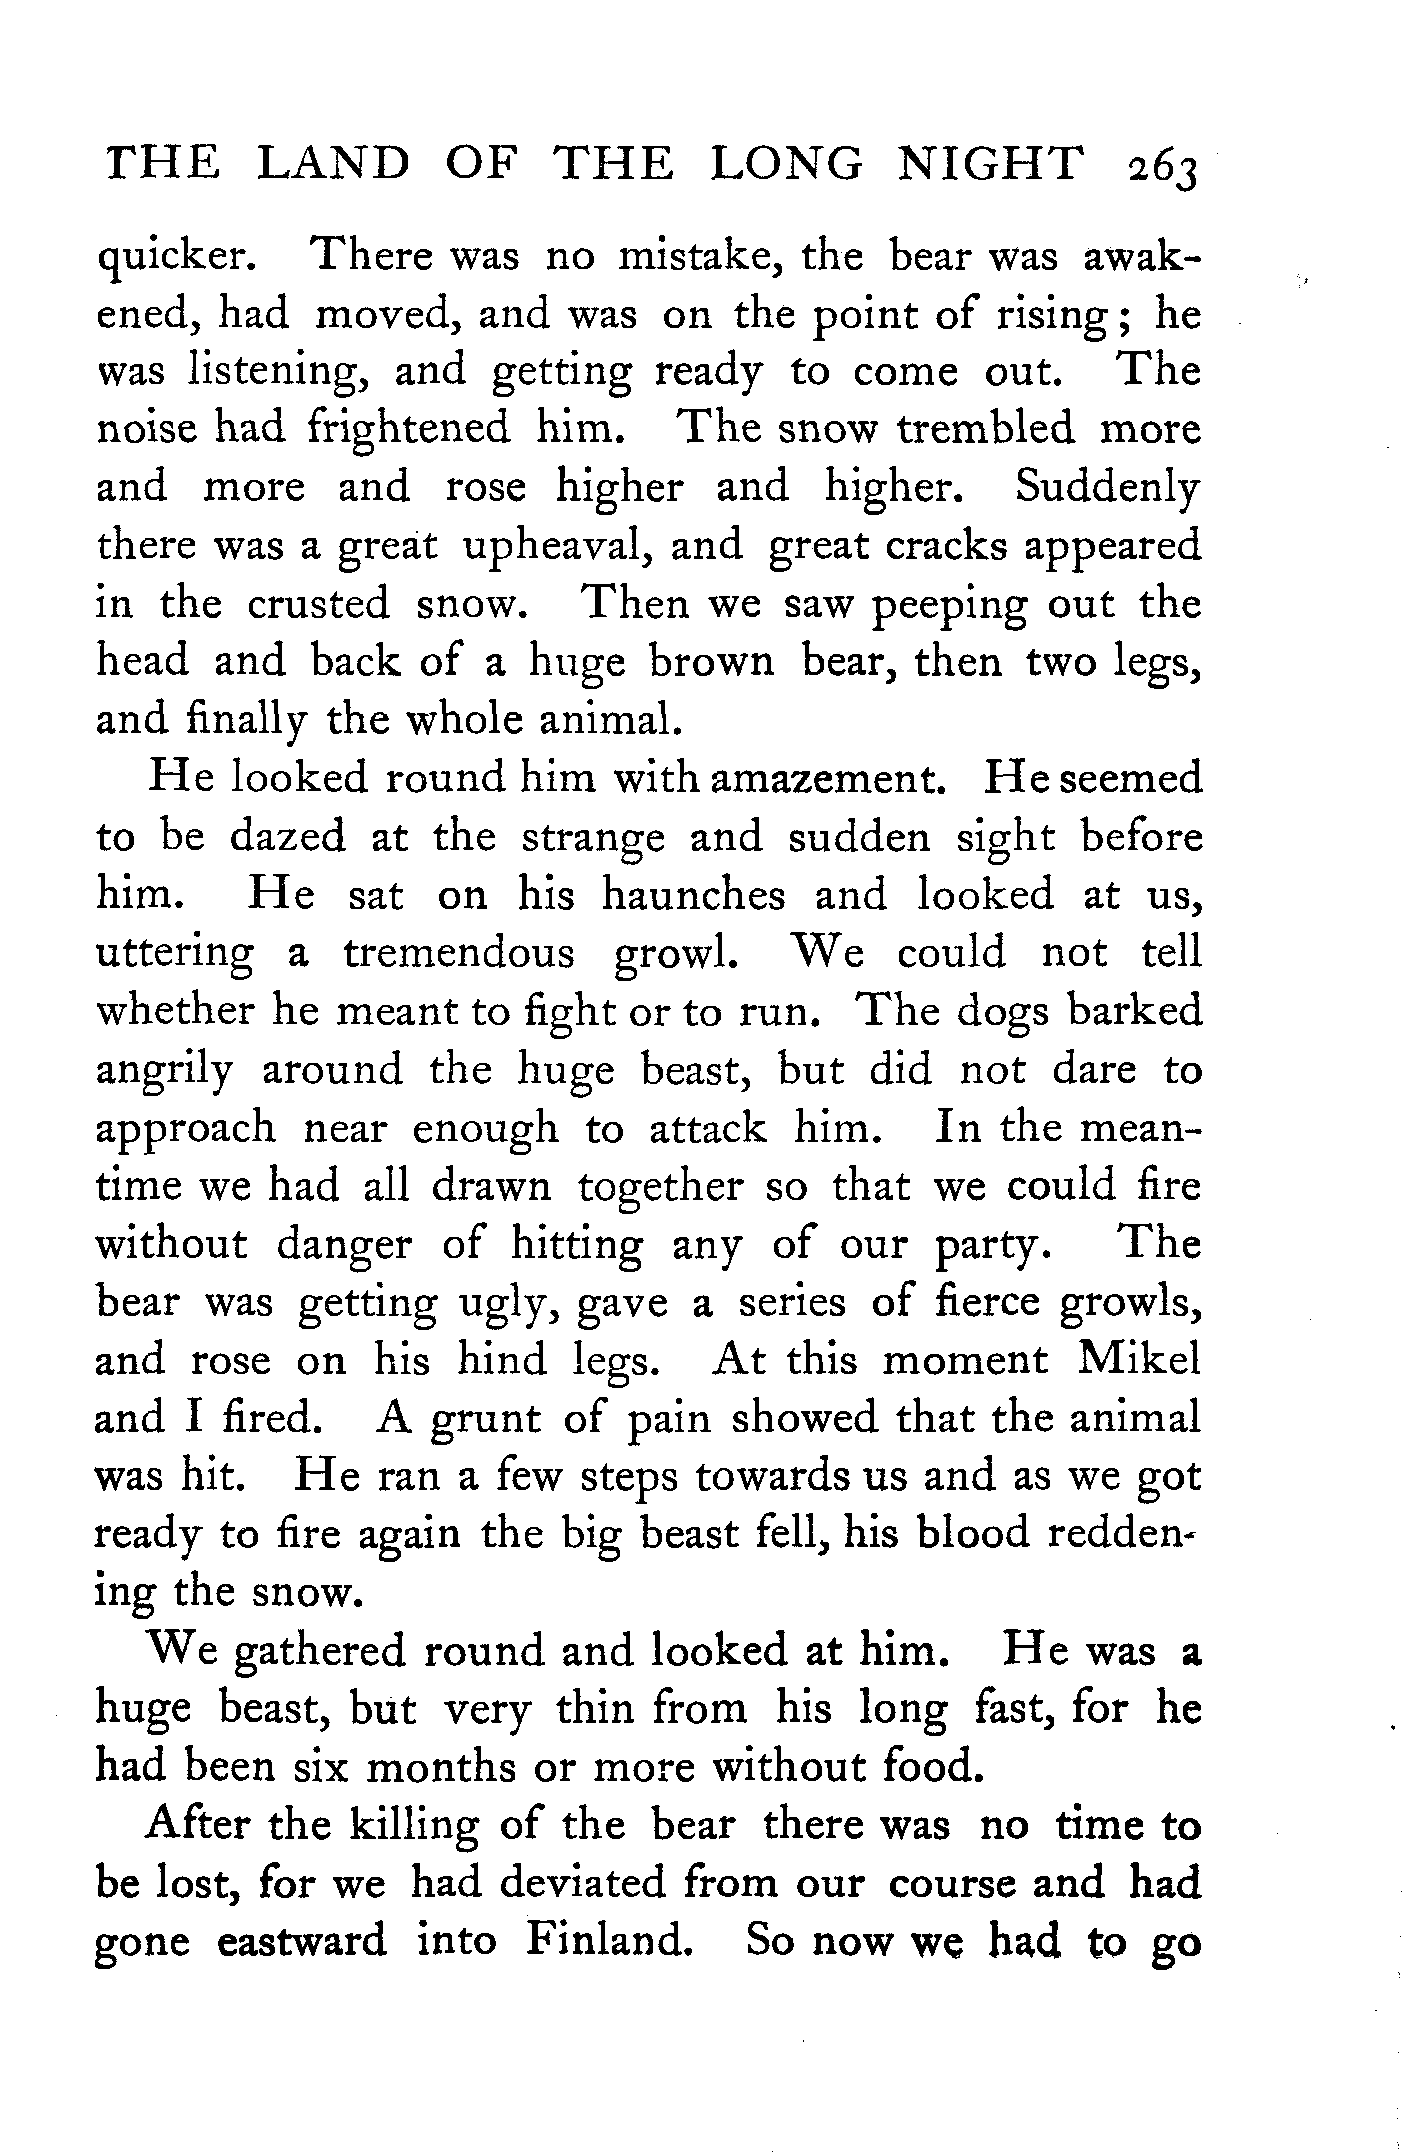 THE LAND OF THE LONG NIGHT 263
quicker. There was no mistake, the bear was awak-
ened, had moved, and was on the point of rising; he
was listening, and getting ready to come out. The
noise had frightened him. The snow trembled more
and more and rose higher and higher. Suddenly
there was a great upheaval, and great cracks appeared
in the crusted snow. Then we saw peeping out the
head and back of a huge brown bear, then two legs,
and finally the whole animal.
He looked round him with amazement. He seemed
to be dazed at the strange and sudden sight before
him. He sat on his haunches and looked at us,
uttering a tremendous growl. We could not tell
whether he meant to fight or to run. The dogs barked
angrily around the huge beast, but did not dare to
approach near enough to attack him. In the mean-
time we had all drawn together so that we could fire
without danger of hitting any of our party. The
bear was getting ugly, gave a series of fierce growls,
and rose on his hind legs. At this moment Mikel
and I fired. A grunt of pain showed that the animal
was hit. He ran a few steps towards us and as we got
ready to fire again the big beast fell, his blood redden-
ing the snow.
We gathered round and looked at him. He was a
huge beast, but very thin from his long fast, for he
had been six months or more without food.
After the killing of the bear there was no time to
be lost, for we had deviated from our course and had
gone eastward into Finland. So now we had to go